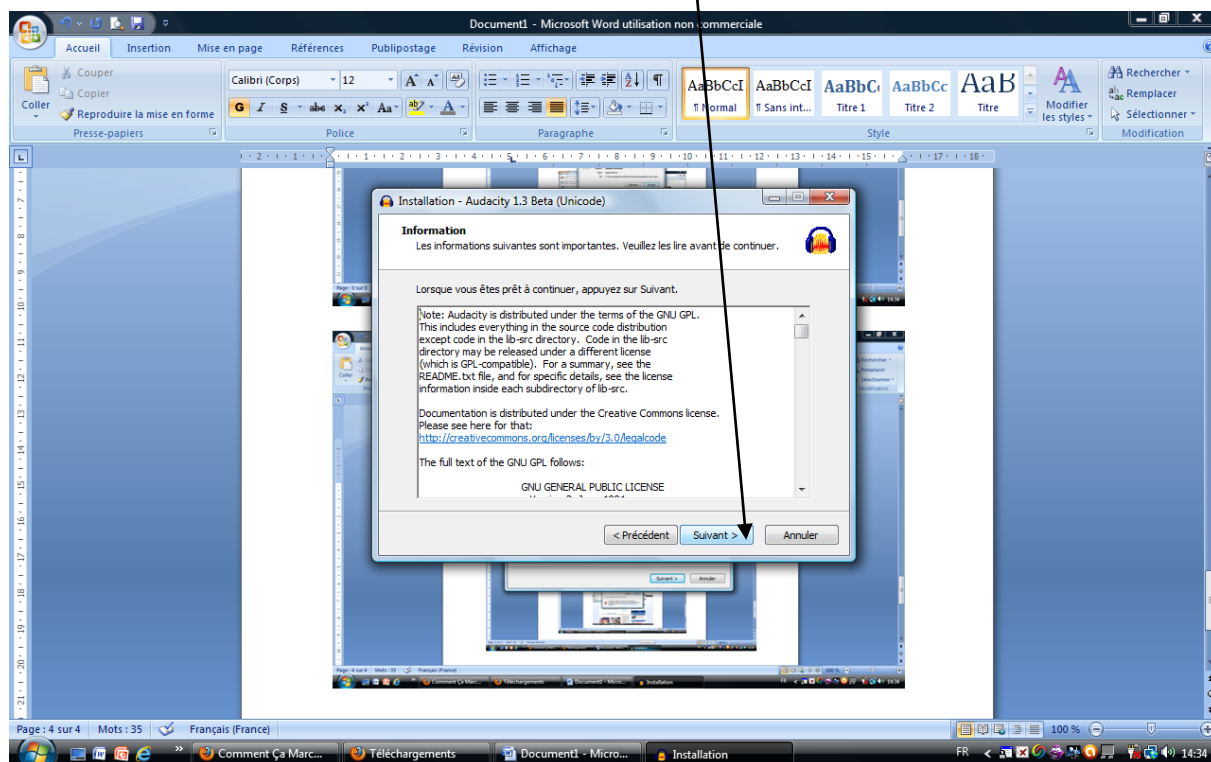 Document1 - Microsoft Word utilisation non commerciale
Accueil Insertion Mise en page Références Publipostage Révision Affichage
Couper
Copier
Coller
Reproduire la mise en forme
Presse-papiers
Calibri (Corps) 12
G I S abe X₂ X² Aa A
Police
Paragraphe
AaBbCcI AaBbCcI AaBbC AaBbCc AaB
¶ Normal ¶ Sans int... Titre 1 Titre 2 Titre
Modifier les styles
Style
Rechercher
Remplacer
Sélectionner
Modification
Installation - Audacity 1.3 Beta (Unicode)
Information
Les informations suivantes sont importantes. Veuillez les lire avant de continuer.
Lorsque vous êtes prêt à continuer, appuyez sur Suivant.
Note: Audacity is distributed under the terms of the GNU GPL.
This includes everything in the source code distribution
except code in the lib-src directory. Code in the lib-src
directory may be released under a different license
(which is GPL-compatible). For a summary, see the
README.txt file, and for specific details, see the license
information inside each subdirectory of lib-src.
Documentation is distributed under the Creative Commons license.
Please see here for that:
http://creativecommons.org/licenses/by/3.0/legalcode
The full text of the GNU GPL follows:
GNU GENERAL PUBLIC LICENSE
< Précédent Suivant > Annuler
Suivant > Annuler
Page : 4 sur 4 Mots : 35 Français (France) 100 %
Comment Ça Marc... Téléchargements Document1 - Micro... Installation FR 14:34